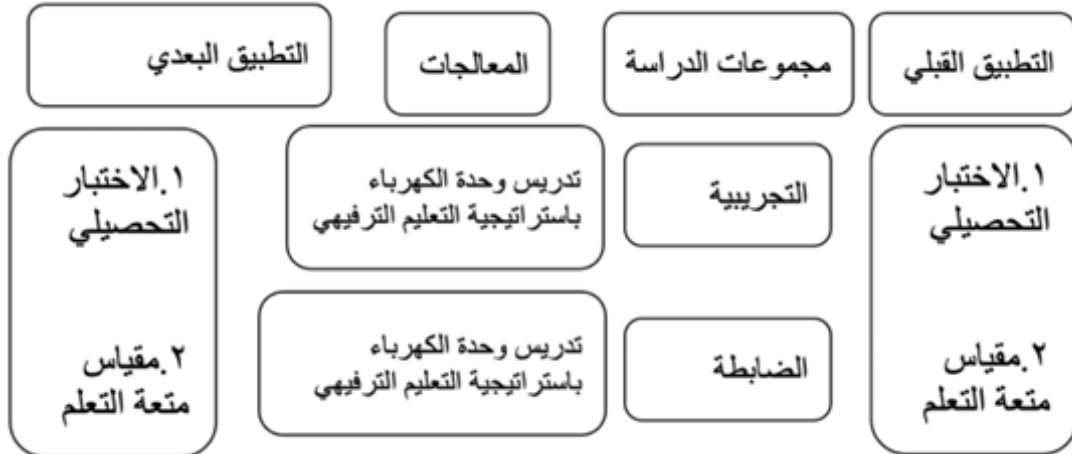 التطبيق القبلي
مجموعات الدراسة
المعالجات
التطبيق البعدي
١.الاختبار
التحصيلي
٢.مقياس
متعة التعلم
التجريبية
تدريس وحدة الكهرباء
باستراتيجية التعليم الترفيهي
الضابطة
تدريس وحدة الكهرباء
باستراتيجية التعليم الترفيهي
١.الاختبار
التحصيلي
٢.مقياس
متعة التعلم